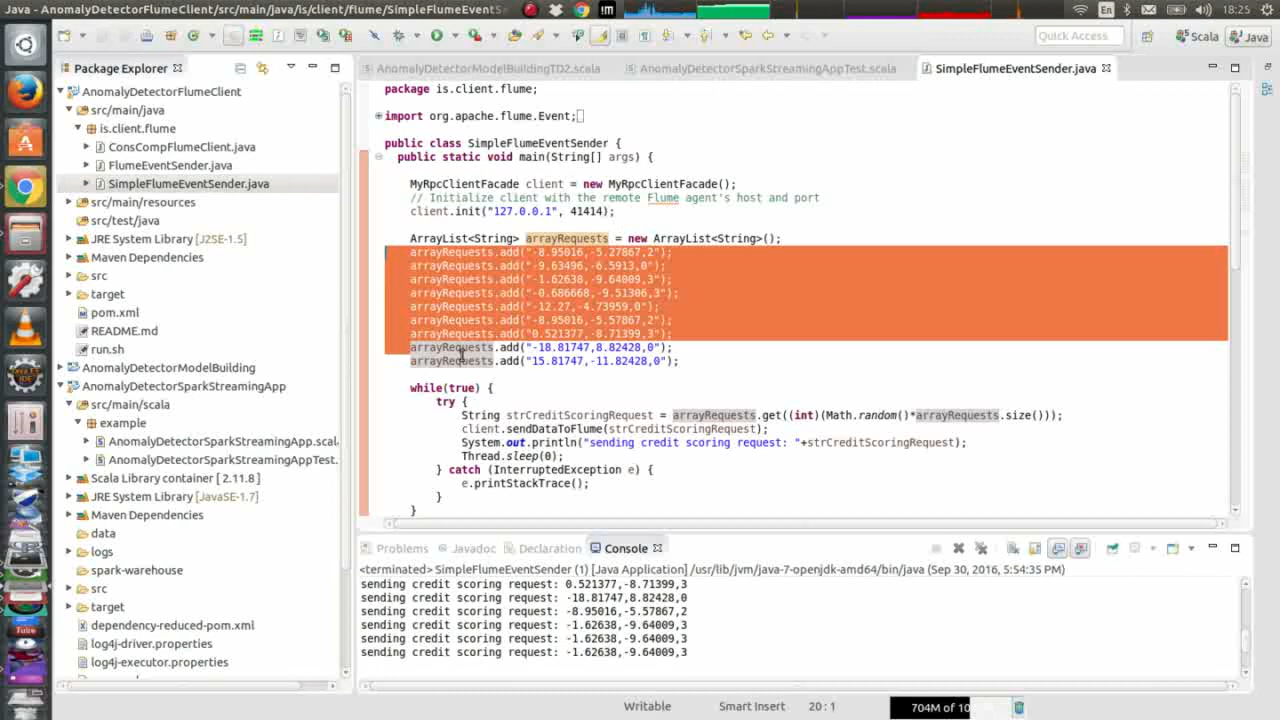 Java - AnomalyDetectorFlumeClient/src/main/java/is/client/flume/SimpleFlumeEventS
En
18:25
Quick Access
Scala
Java
Package Explorer
AnomalyDetectorModelBuildingTD2.scala
AnomalyDetectorSparkStreamingAppTest.scala
SimpleFlumeEventSender.java
AnomalyDetectorFlumeClient
src/main/java
is.client.flume
ConsCompFlumeClient.java
FlumeEventSender.java
SimpleFlumeEventSender.java
src/main/resources
src/test/java
JRE System Library [J2SE-1.5]
Maven Dependencies
src
target
pom.xml
README.md
run.sh
AnomalyDetectorModelBuilding
AnomalyDetectorSparkStreamingApp
src/main/scala
example
AnomalyDetectorSparkStreamingApp.scal
AnomalyDetectorSparkStreamingAppTest.
Scala Library container [ 2.11.8 ]
JRE System Library [JavaSE-1.7]
Maven Dependencies
data
logs
spark-warehouse
src
target
dependency-reduced-pom.xml
log4j-driver.properties
log4j-executor.properties
package is.client.flume;
import org.apache.flume.Event;
public class SimpleFlumeEventSender {
public static void main(String[] args) {
MyRpcClientFacade client = new MyRpcClientFacade();
// Initialize client with the remote Flume agent's host and port
client.init("127.0.0.1", 41414);
ArrayList<String> arrayRequests = new ArrayList<String>();
arrayRequests.add("-8.95016,-5.27867,2");
arrayRequests.add("-9.63496,-6.5913,0");
arrayRequests.add("-1.62638,-9.64009,3");
arrayRequests.add("-0.686668,-9.51306,3");
arrayRequests.add("-12.27,-4.73959,0");
arrayRequests.add("-8.95016,-5.57867,2");
arrayRequests.add("0.521377,-8.71399,3");
arrayRequests.add("-18.81747,8.82428,0");
arrayRequests.add("15.81747,-11.82428,0");
while(true) {
try {
String strCreditScoringRequest = arrayRequests.get((int)(Math.random()*arrayRequests.size()));
client.sendDataToFlume(strCreditScoringRequest);
System.out.println("sending credit scoring request: "+strCreditScoringRequest);
Thread.sleep(0);
} catch (InterruptedException e) {
e.printStackTrace();
}
}
Problems
Javadoc
Declaration
Console
<terminated> SimpleFlumeEventSender (1) [Java Application] /usr/lib/jvm/java-7-openjdk-amd64/bin/java (Sep 30, 2016, 5:54:35 PM)
sending credit scoring request: 0.521377,-8.71399,3
sending credit scoring request: -18.81747,8.82428,0
sending credit scoring request: -8.95016,-5.57867,2
sending credit scoring request: -1.62638,-9.64009,3
sending credit scoring request: -1.62638,-9.64009,3
sending credit scoring request: -1.62638,-9.64009,3
Writable
Smart Insert
20 : 1
704M of 10